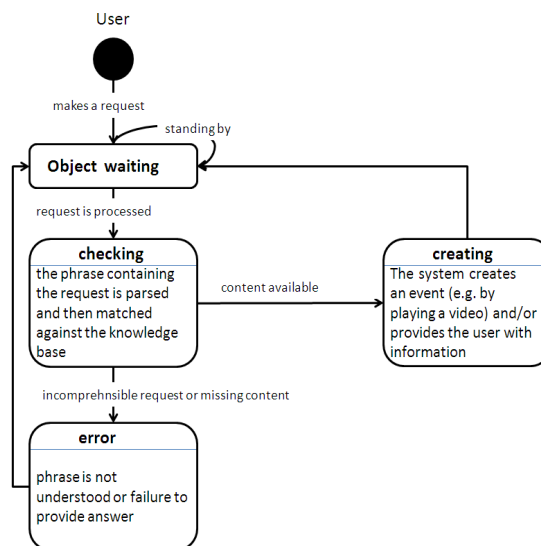 User
makes a request
standing by
Object waiting
request is processed
checking
the phrase containing
the request is parsed
and then matched
against the knowledge
base
content available
creating
The system creates
an event (e.g. by
playing a video) and/or
provides the user with
information
incomprehnsible request or missing content
error
phrase is not
understood or failure to
provide answer